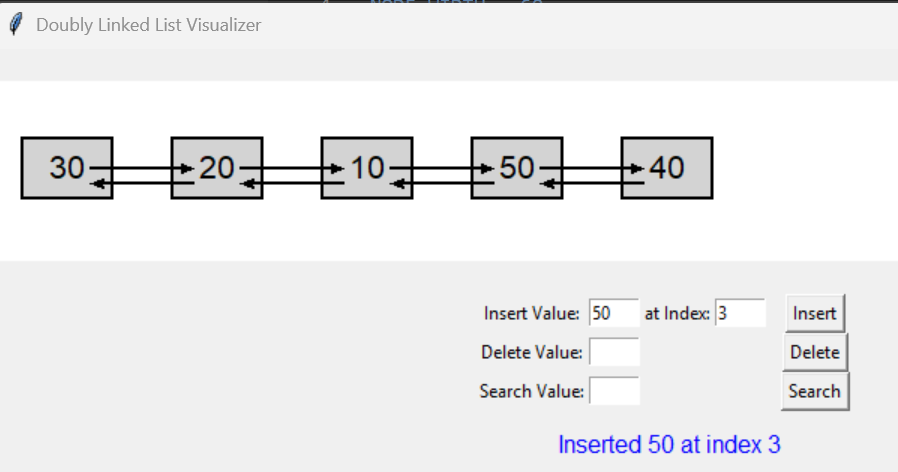 Doubly Linked List Visualizer
30 20 10 50 40
Insert Value: 50 at Index: 3 Insert
Delete Value: Delete
Search Value: Search
Inserted 50 at index 3